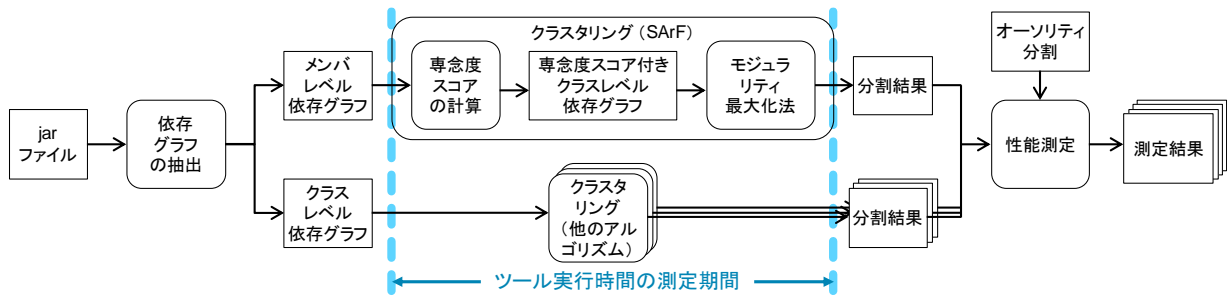 jar
ファイル
依存
グラフ
の抽出
メンバ
レベル
依存グラフ
クラス
レベル
依存グラフ
クラスタリング（SArF）
専念度
スコア
の計算
専念度スコア付き
クラスレベル
依存グラフ
モジュラ
リティ
最大化法
クラスタ
リング
（他のアル
ゴリズム）
分割結果
分割結果
オーソリティ
分割
性能測定
測定結果
ツール実行時間の測定期間